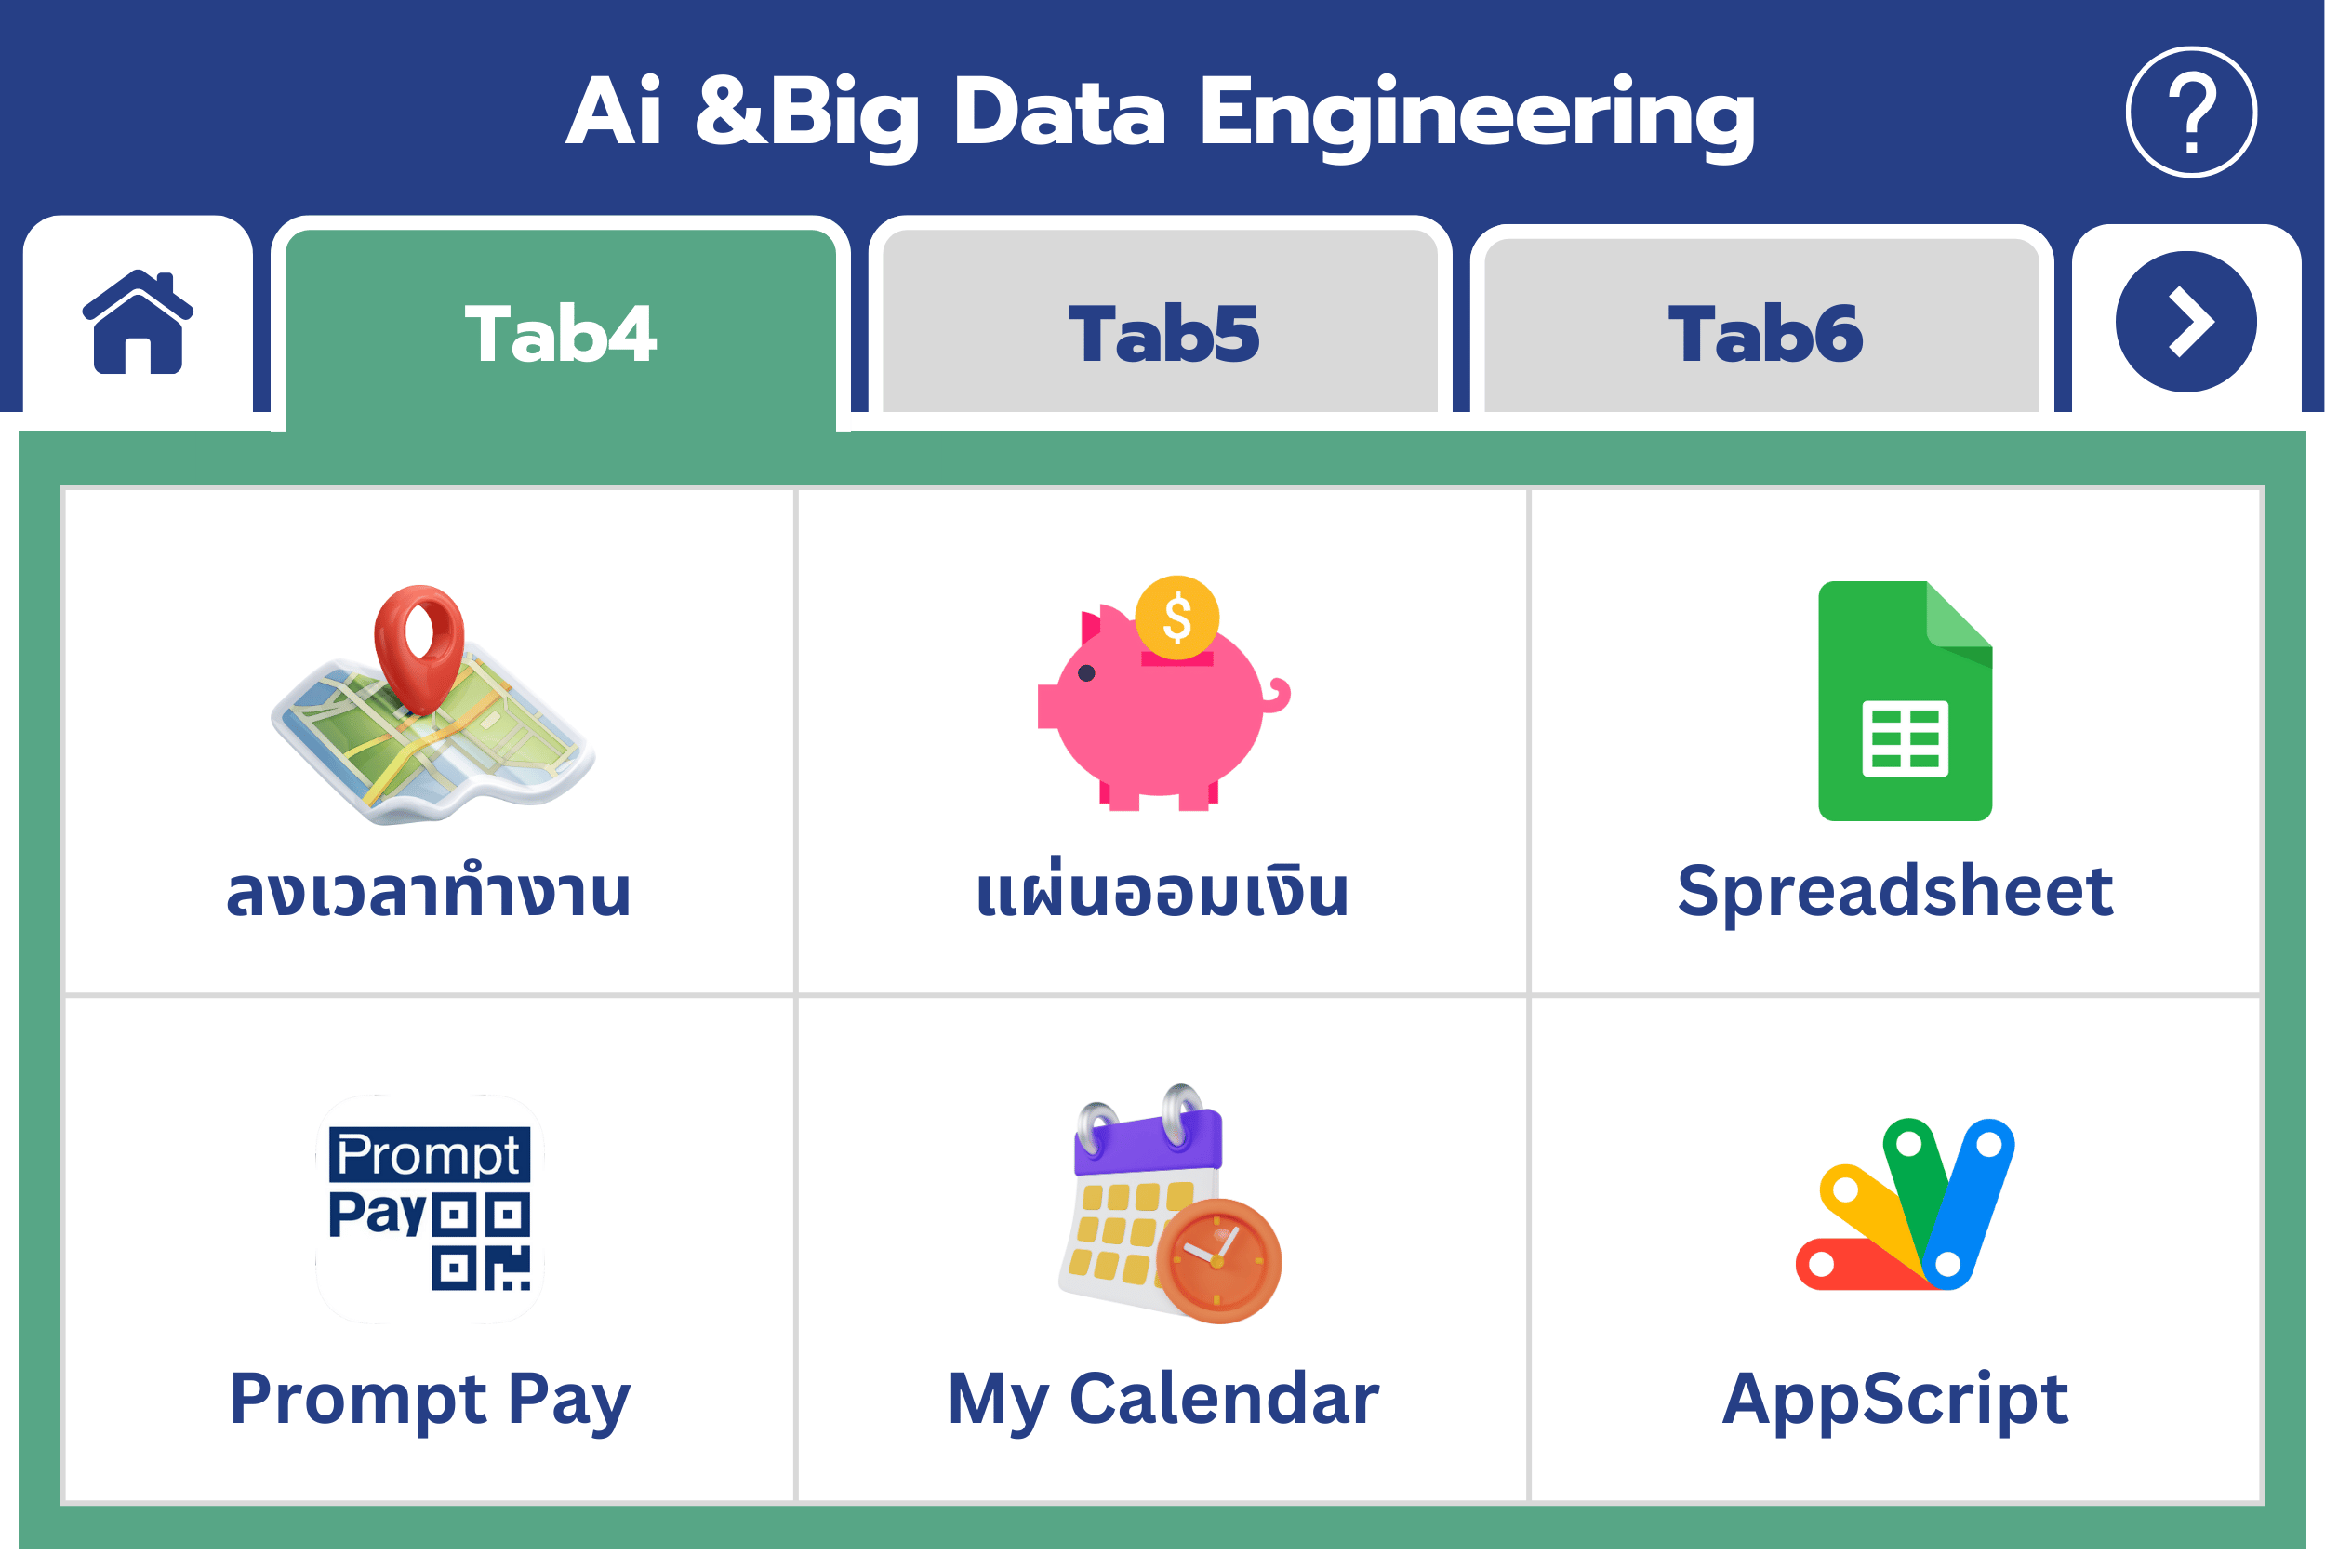 Ai &Big Data Engineering
?
Tab4
Tab5
Tab6
$
ลงเวลาทำงาน
แผ่นออมเงิน
Spreadsheet
Prompt
Pay
Prompt Pay
My Calendar
AppScript